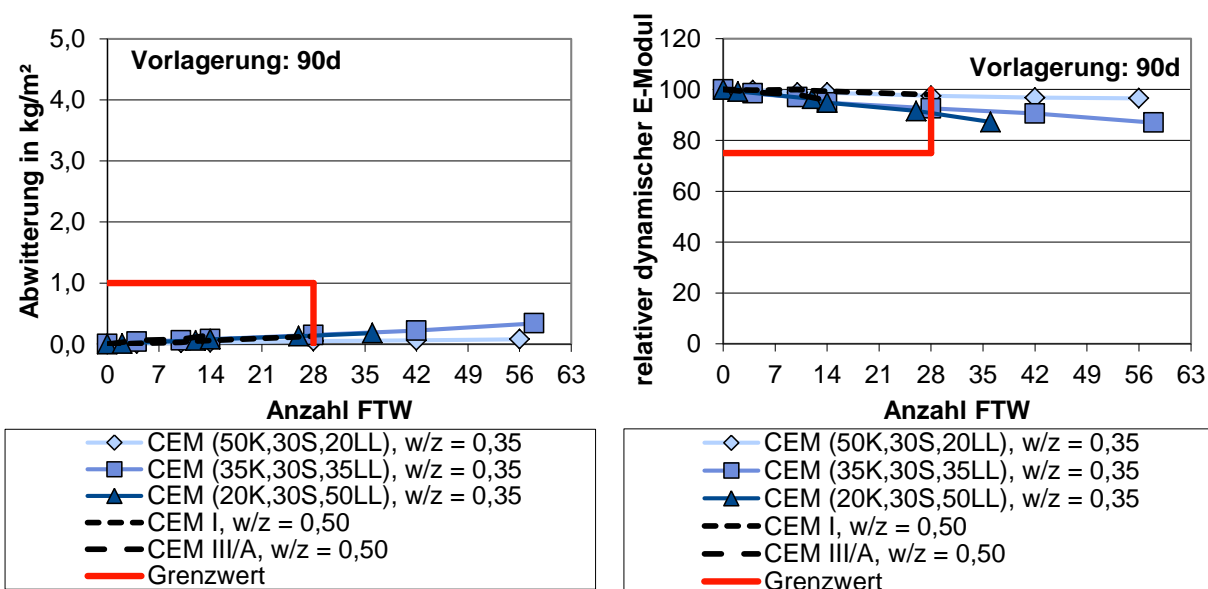 Abwitterung in kg/m²
5,0
4,0
3,0
2,0
1,0
0,0
Vorlagerung: 90d
0 7 14 21 28 35 42 49 56 63
Anzahl FTW
CEM (50K,30S,20LL), w/z = 0,35
CEM (35K,30S,35LL), w/z = 0,35
CEM (20K,30S,50LL), w/z = 0,35
CEM I, w/z = 0,50
CEM III/A, w/z = 0,50
Grenzwert
relativer dynamischer E-Modul
120
100
80
60
40
20
0
Vorlagerung: 90d
0 7 14 21 28 35 42 49 56 63
Anzahl FTW
CEM (50K,30S,20LL), w/z = 0,35
CEM (35K,30S,35LL), w/z = 0,35
CEM (20K,30S,50LL), w/z = 0,35
CEM I, w/z = 0,50
CEM III/A, w/z = 0,50
Grenzwert